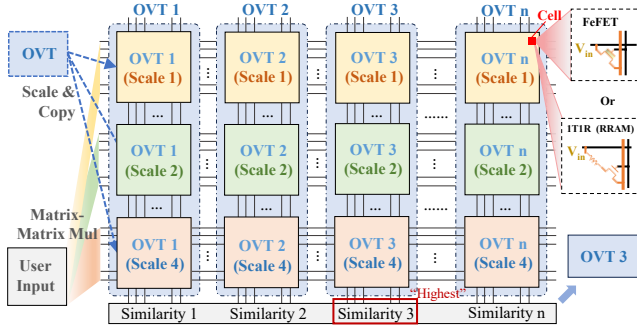 OVT 1
OVT 2
OVT 3
OVT n
Cell
FeFET
V_in
Or
1T1R (RRAM)
V_in
OVT
Scale &
Copy
OVT 1
(Scale 1)
OVT 2
(Scale 1)
OVT 3
(Scale 1)
OVT n
(Scale 1)
...
...
...
......
...
OVT 1
(Scale 2)
OVT 2
(Scale 2)
OVT 3
(Scale 2)
OVT n
(Scale 2)
...
...
...
......
...
Matrix-
Matrix Mul
User
Input
OVT 1
(Scale 4)
OVT 2
(Scale 4)
OVT 3
(Scale 4)
OVT n
(Scale 4)
OVT 3
"Highest"
Similarity 1
Similarity 2
Similarity 3
Similarity n